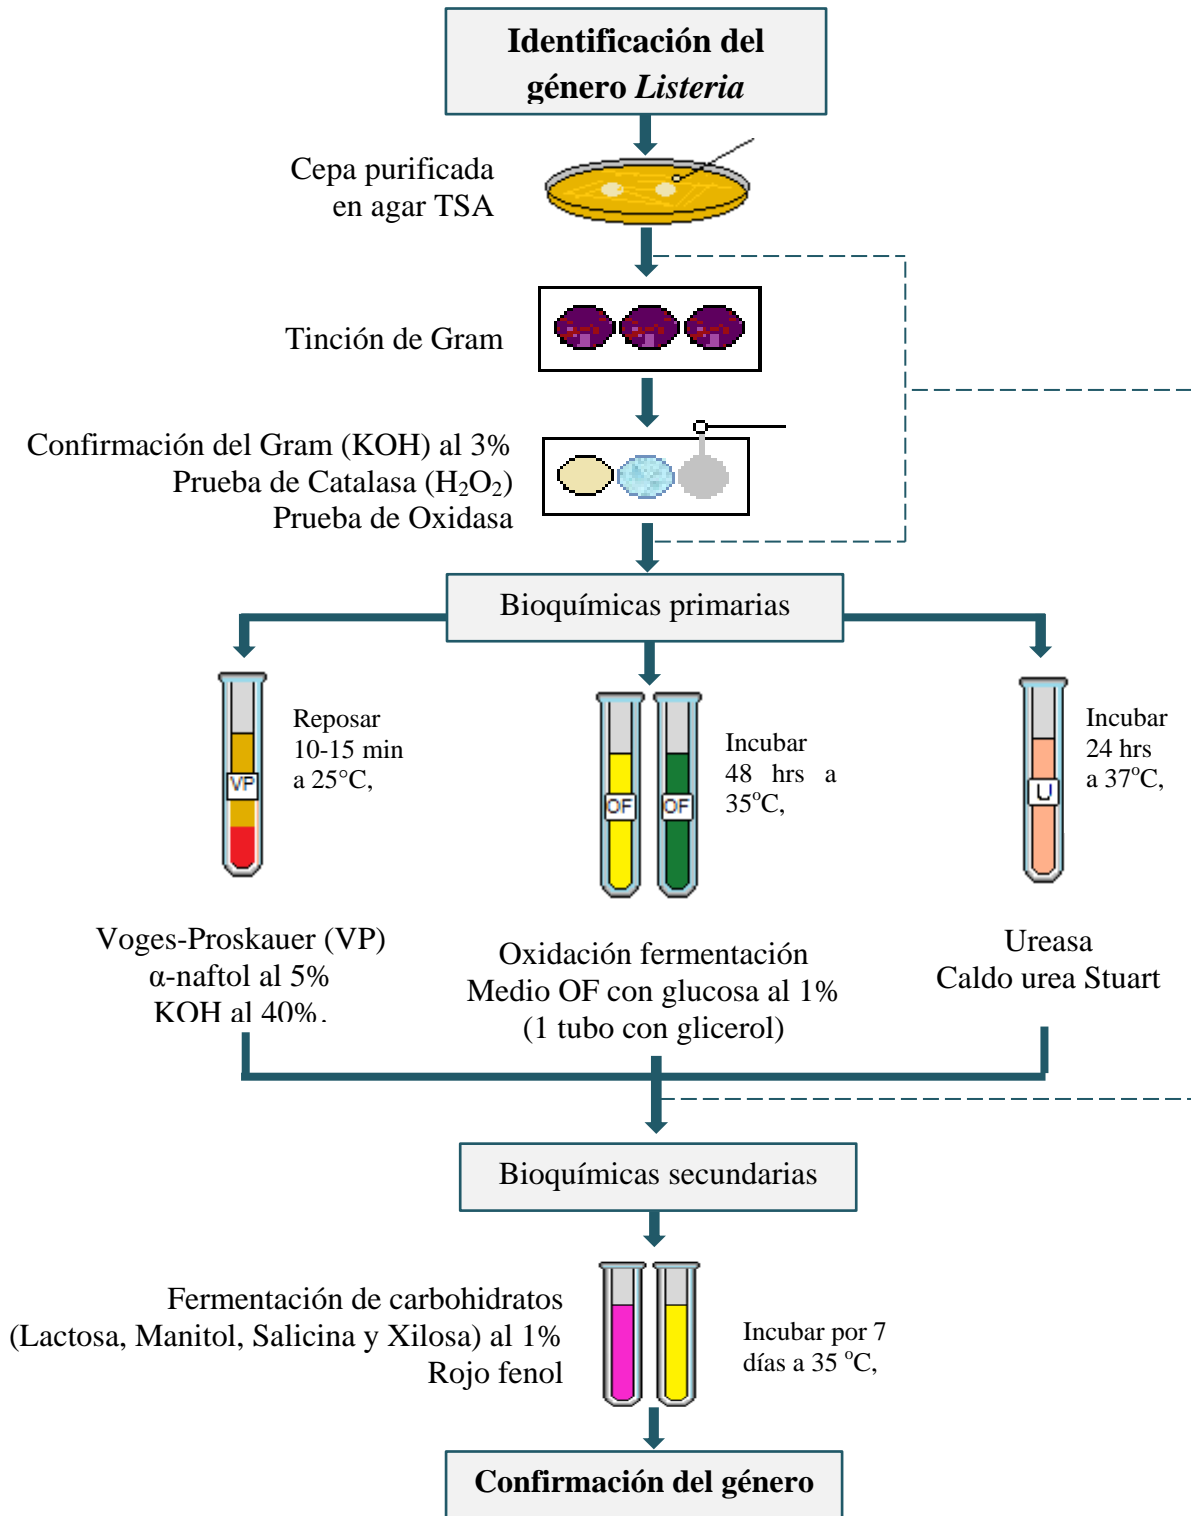 Identificación del
género Listeria
Cepa purificada
en agar TSA
Tinción de Gram
Confirmación del Gram (KOH) al 3%
Prueba de Catalasa (H₂O₂)
Prueba de Oxidasa
Bioquímicas primarias
VP
Reposar
10-15 min
a 25°C,
OF OF
Incubar
48 hrs a
35°C,
U
Incubar
24 hrs
a 37°C,
Voges-Proskauer (VP)
α-naftol al 5%
KOH al 40%.
Oxidación fermentación
Medio OF con glucosa al 1%
(1 tubo con glicerol)
Ureasa
Caldo urea Stuart
Bioquímicas secundarias
Fermentación de carbohidratos
(Lactosa, Manitol, Salicina y Xilosa) al 1%
Rojo fenol
Incubar por 7
días a 35 °C,
Confirmación del género